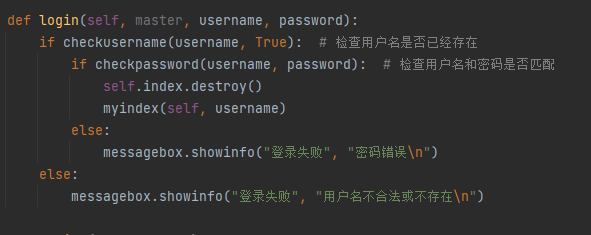 def login(self, master, username, password):
    if checkusername(username, True):  # 检查用户名是否已经存在
        if checkpassword(username, password):  # 检查用户名和密码是否匹配
            self.index.destroy()
            myindex(self, username)
        else:
            messagebox.showinfo("登录失败", "密码错误\n")
    else:
        messagebox.showinfo("登录失败", "用户名不合法或不存在\n")